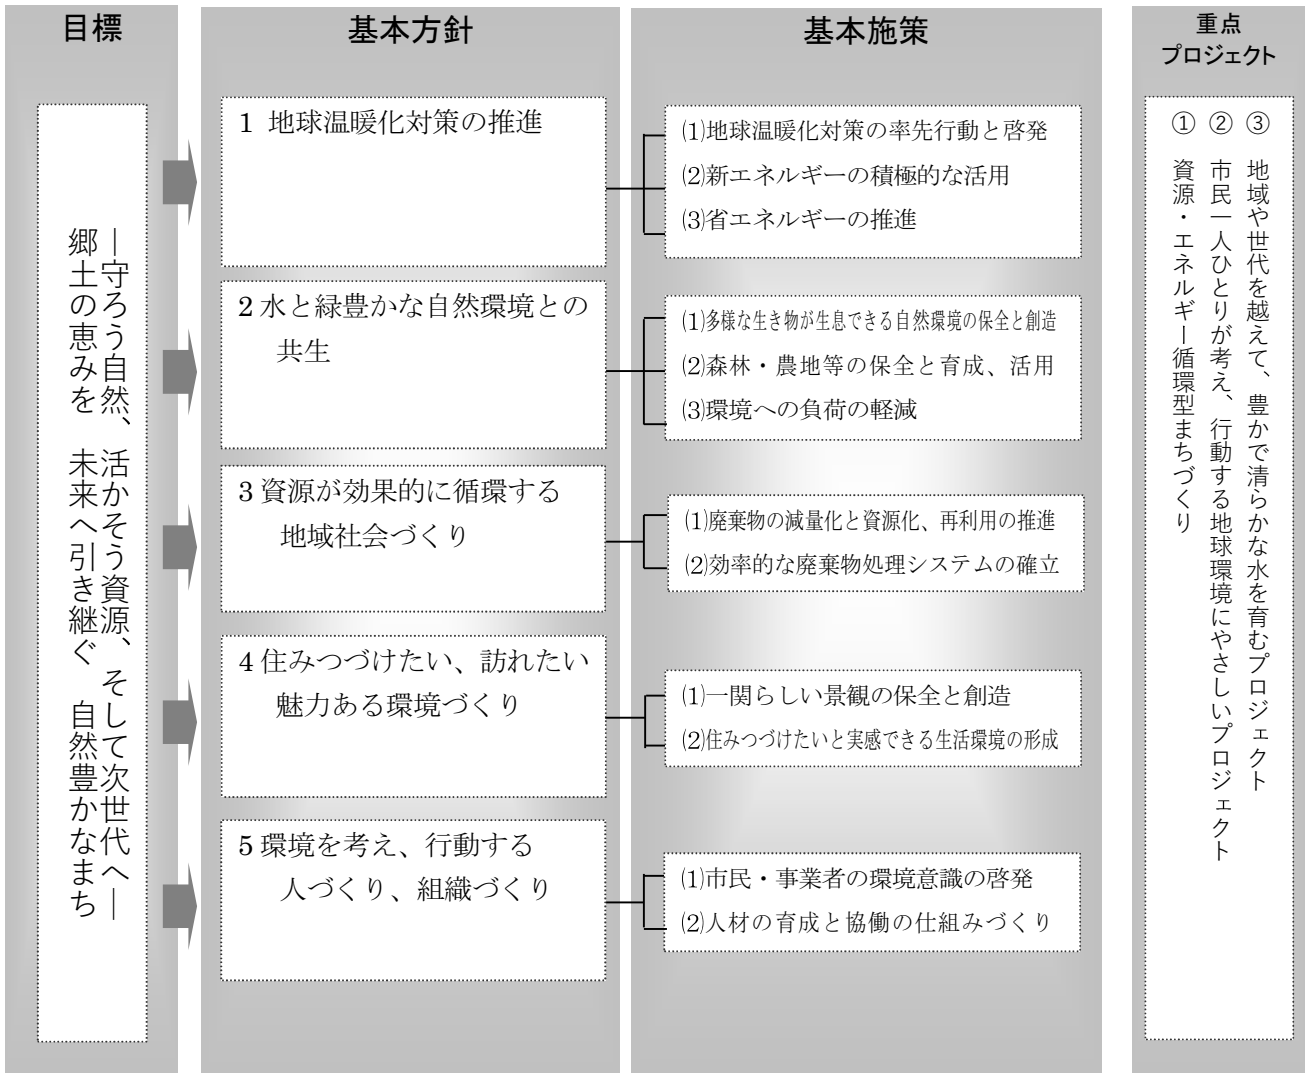 目標
―守ろう自然、活かそう資源、そして次世代へ―
郷土の恵みを　未来へ引き継ぐ　自然豊かなまち
基本方針
1 地球温暖化対策の推進
2 水と緑豊かな自然環境との
共生
3 資源が効果的に循環する
地域社会づくり
4 住みつづけたい、訪れたい
魅力ある環境づくり
5 環境を考え、行動する
人づくり、組織づくり
基本施策
⑴地球温暖化対策の率先行動と啓発
⑵新エネルギーの積極的な活用
⑶省エネルギーの推進
⑴多様な生き物が生息できる自然環境の保全と創造
⑵森林・農地等の保全と育成、活用
⑶環境への負荷の軽減
⑴廃棄物の減量化と資源化、再利用の推進
⑵効率的な廃棄物処理システムの確立
⑴一関らしい景観の保全と創造
⑵住みつづけたいと実感できる生活環境の形成
⑴市民・事業者の環境意識の啓発
⑵人材の育成と協働の仕組みづくり
重点
プロジェクト
①　資源・エネルギー循環型まちづくり
②　市民一人ひとりが考え、行動する地球環境にやさしいプロジェクト
③　地域や世代を越えて、豊かで清らかな水を育むプロジェクト